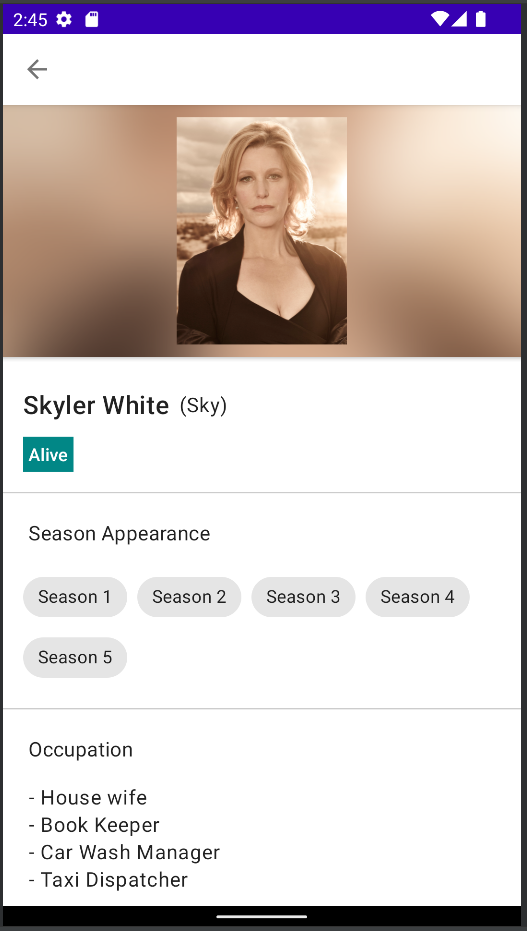 2:45
Skyler White (Sky)
Alive
Season Appearance
Season 1 Season 2 Season 3 Season 4
Season 5
Occupation
- House wife
- Book Keeper
- Car Wash Manager
- Taxi Dispatcher